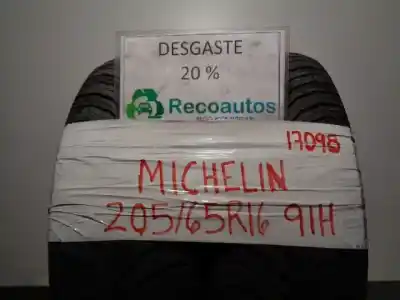 DESGASTE
20 %
Recoautos
17098
MICHELIN
205/65R16 91H